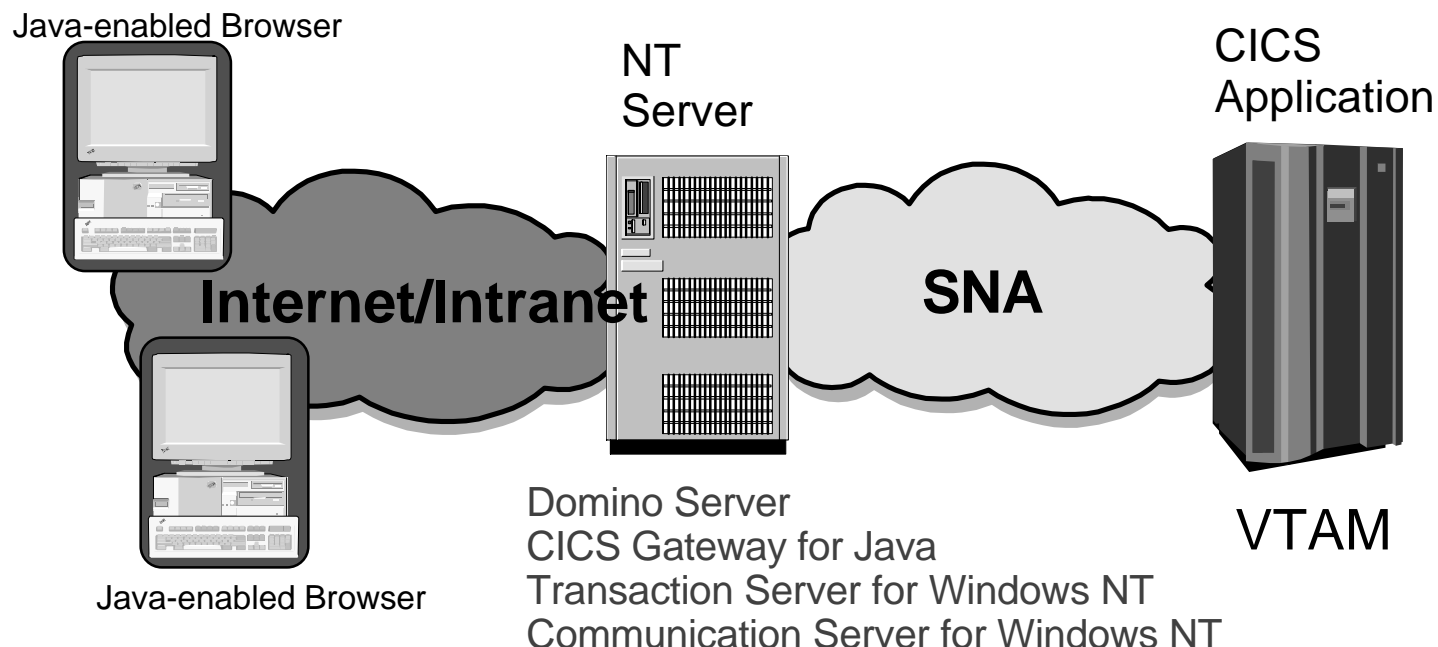 Java-enabled Browser
NT
Server
CICS
Application
Internet/Intranet
SNA
Java-enabled Browser
Domino Server
CICS Gateway for Java
Transaction Server for Windows NT
Communication Server for Windows NT
VTAM